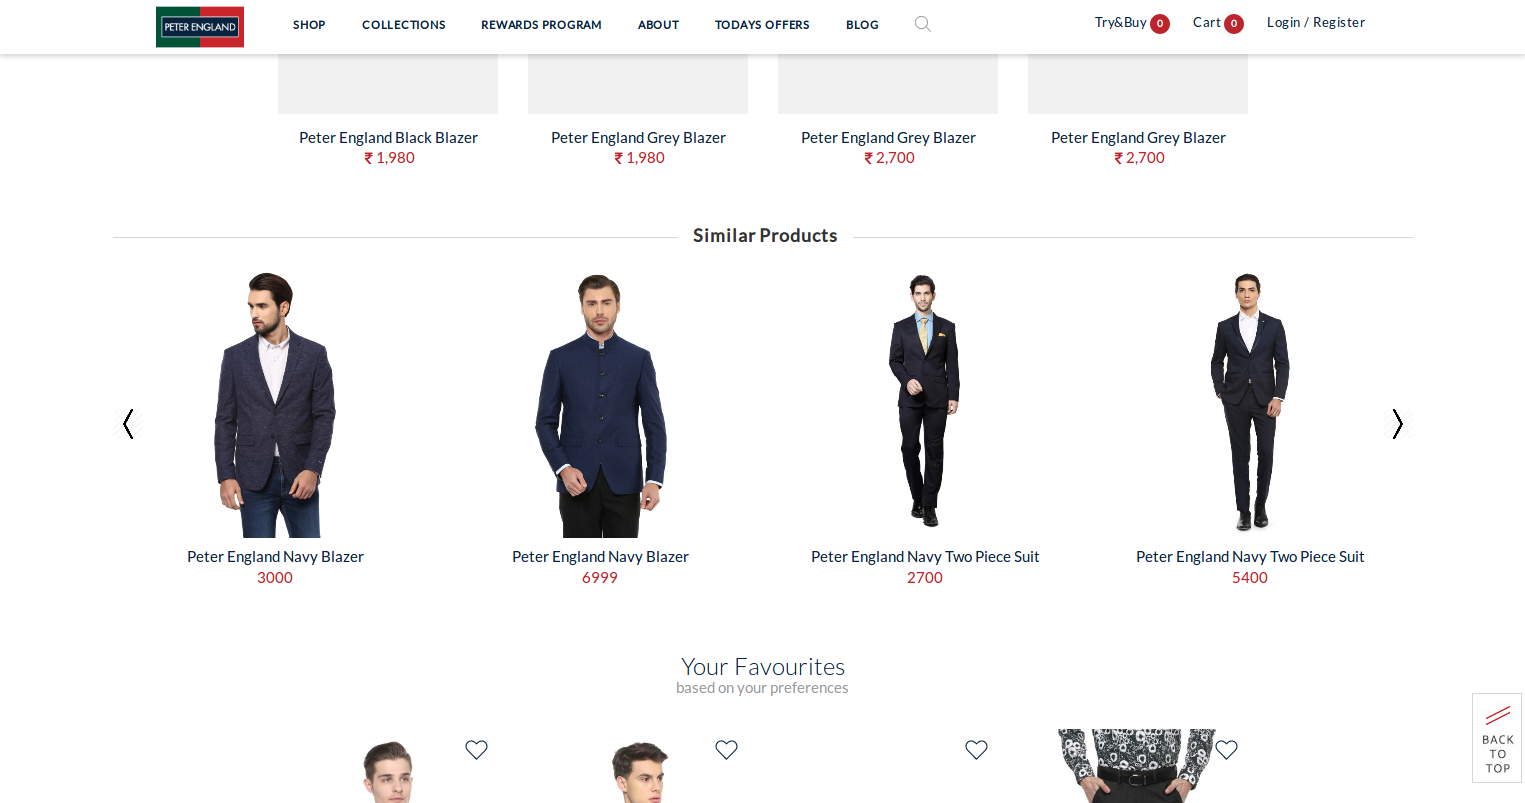 PETER ENGLAND
SHOP COLLECTIONS REWARDS PROGRAM ABOUT TODAYS OFFERS BLOG
Try&Buy 0 Cart 0 Login / Register
Peter England Black Blazer
₹ 1,980
Peter England Grey Blazer
₹ 1,980
Peter England Grey Blazer
₹ 2,700
Peter England Grey Blazer
₹ 2,700
Similar Products
Peter England Navy Blazer
3000
Peter England Navy Blazer
6999
Peter England Navy Two Piece Suit
2700
Peter England Navy Two Piece Suit
5400
Your Favourites
based on your preferences
BACK
TO
TOP